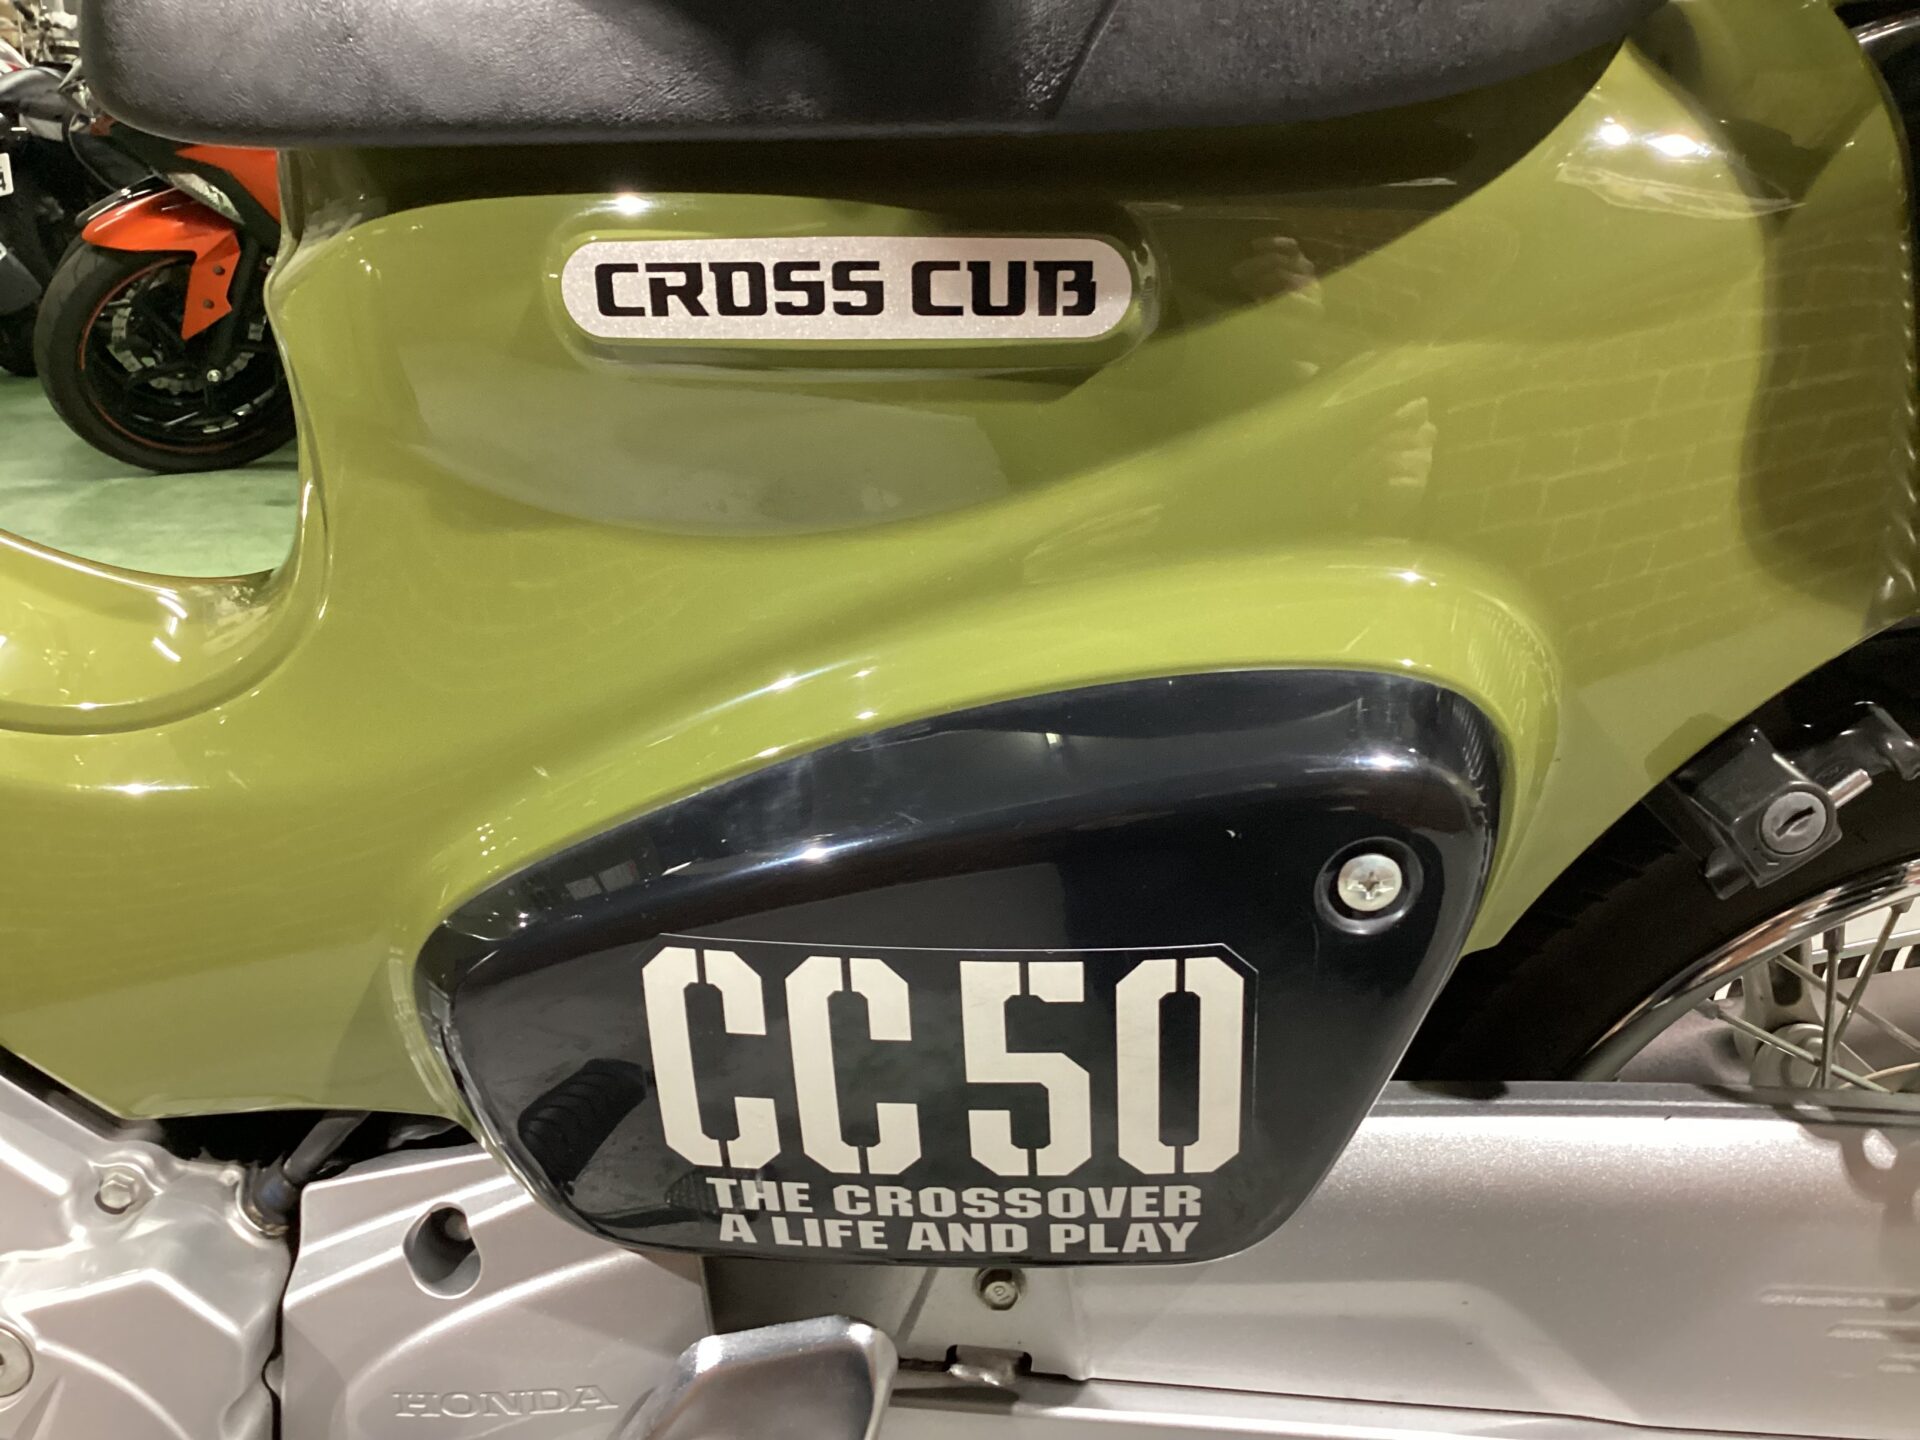 CROSS CUB
CC50
THE CROSSOVER
A LIFE AND PLAY
HONDA